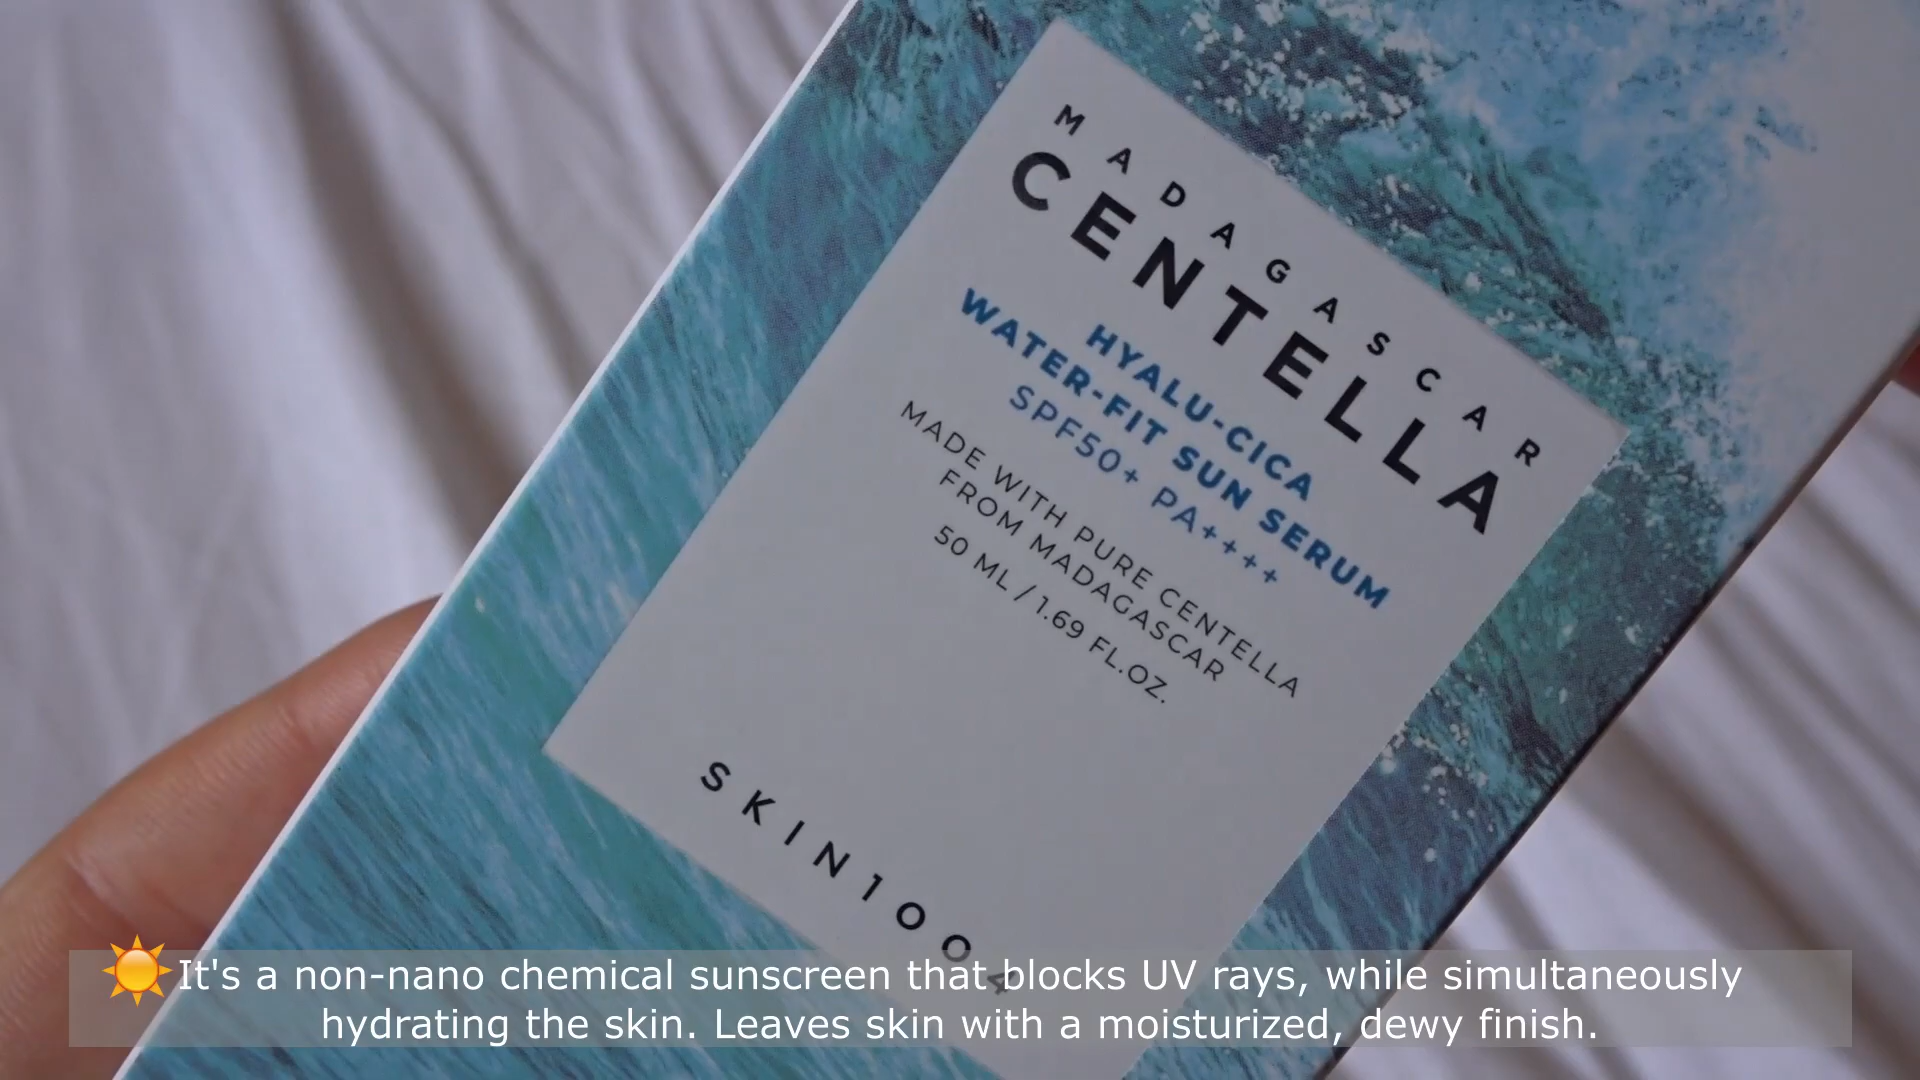 MADAGASCAR
CENTELLA
HYALU-CICA
WATER-FIT SUN SERUM
SPF50+ PA++++
MADE WITH PURE CENTELLA
FROM MADAGASCAR
50 ML / 1.69 FL.OZ.
SKIN1004
It's a non-nano chemical sunscreen that blocks UV rays, while simultaneously
hydrating the skin. Leaves skin with a moisturized, dewy finish.